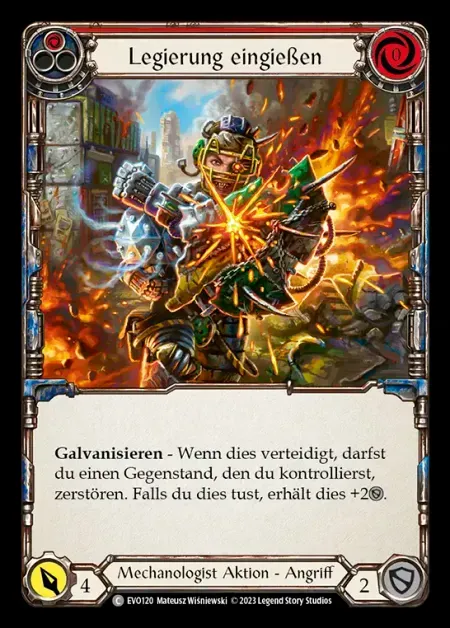 Legierung eingießen
0
Galvanisieren - Wenn dies verteidigt, darfst
du einen Gegenstand, den du kontrollierst,
zerstören. Falls du dies tust, erhält dies +2.
4
Mechanologist Aktion - Angriff
2
C EVO120 Mateusz Wiśniewski © 2023 Legend Story Studios